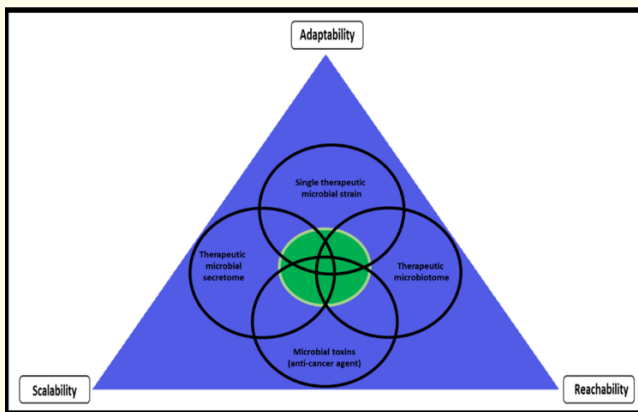 Adaptability
Single therapeutic
microbial strain
Therapeutic
microbial
secretome
Therapeutic
microbiotome
Microbial toxins
(anti-cancer agent)
Scalability
Reachability